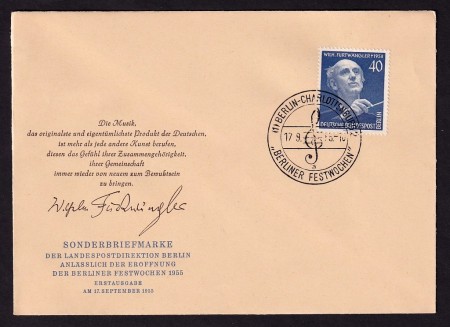 WILH. FURTWÄNGLER † 1954
40
DEUTSCHE BUNDESPOST
BERLIN
BERLIN-CHARLOTTENBURG
17.9.
"BERLINER FESTWOCHEN"
a
Die Musik,
das originalste und eigentümlichste Produkt der Deutschen,
ist mehr als jede andere Kunst berufen,
diesen das Gefühl ihrer Zusammengehörigkeit,
ihrer Gemeinschaft
immer wieder von neuem zum Bewußtsein
zu bringen.
Wilhelm Furtwängler
SONDERBRIEFMARKE
DER LANDESPOSTDIREKTION BERLIN
ANLÄSSLICH DER ERÖFFNUNG
DER BERLINER FESTWOCHEN 1955
ERSTAUSGABE
AM 17. SEPTEMBER 1955